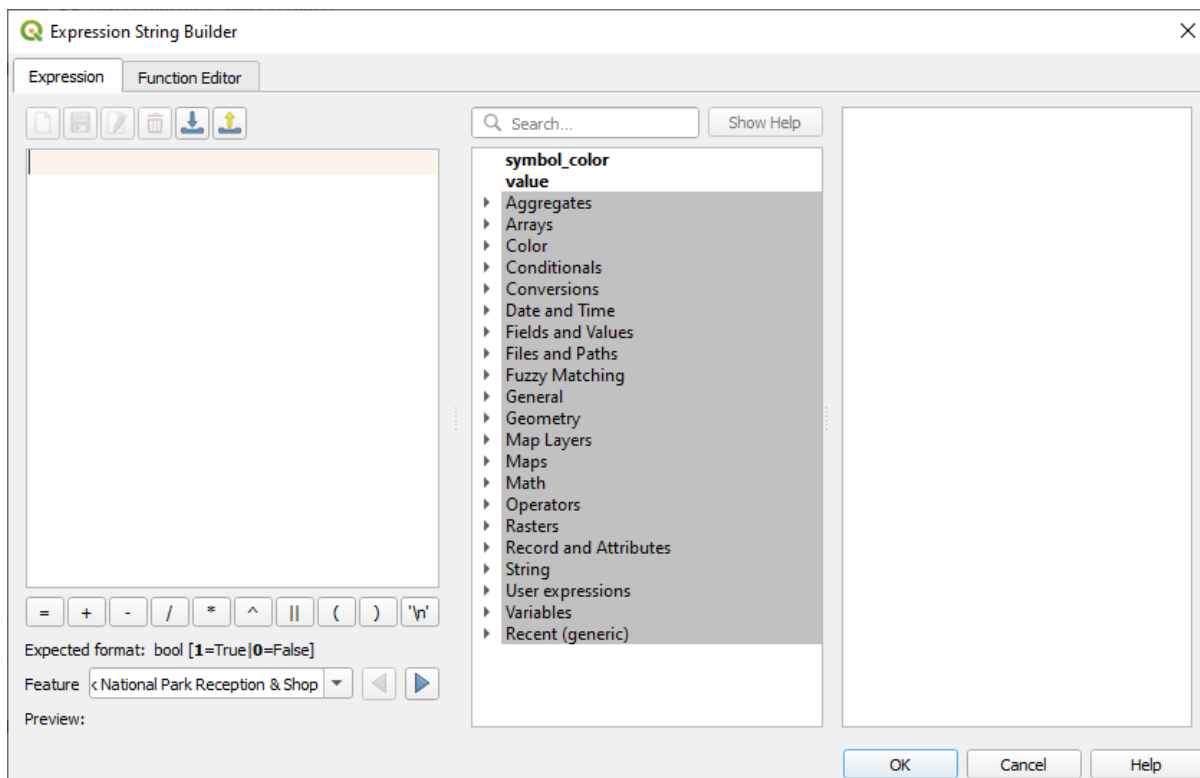 Expression String Builder
Expression
Function Editor
Search...
Show Help
symbol_color
value
Aggregates
Arrays
Color
Conditionals
Conversions
Date and Time
Fields and Values
Files and Paths
Fuzzy Matching
General
Geometry
Map Layers
Maps
Math
Operators
Rasters
Record and Attributes
String
User expressions
Variables
Recent (generic)
= + - / * ^ || ( ) '\n'
Expected format: bool [1=True|0=False]
Feature
National Park Reception & Shop
Preview:
OK
Cancel
Help